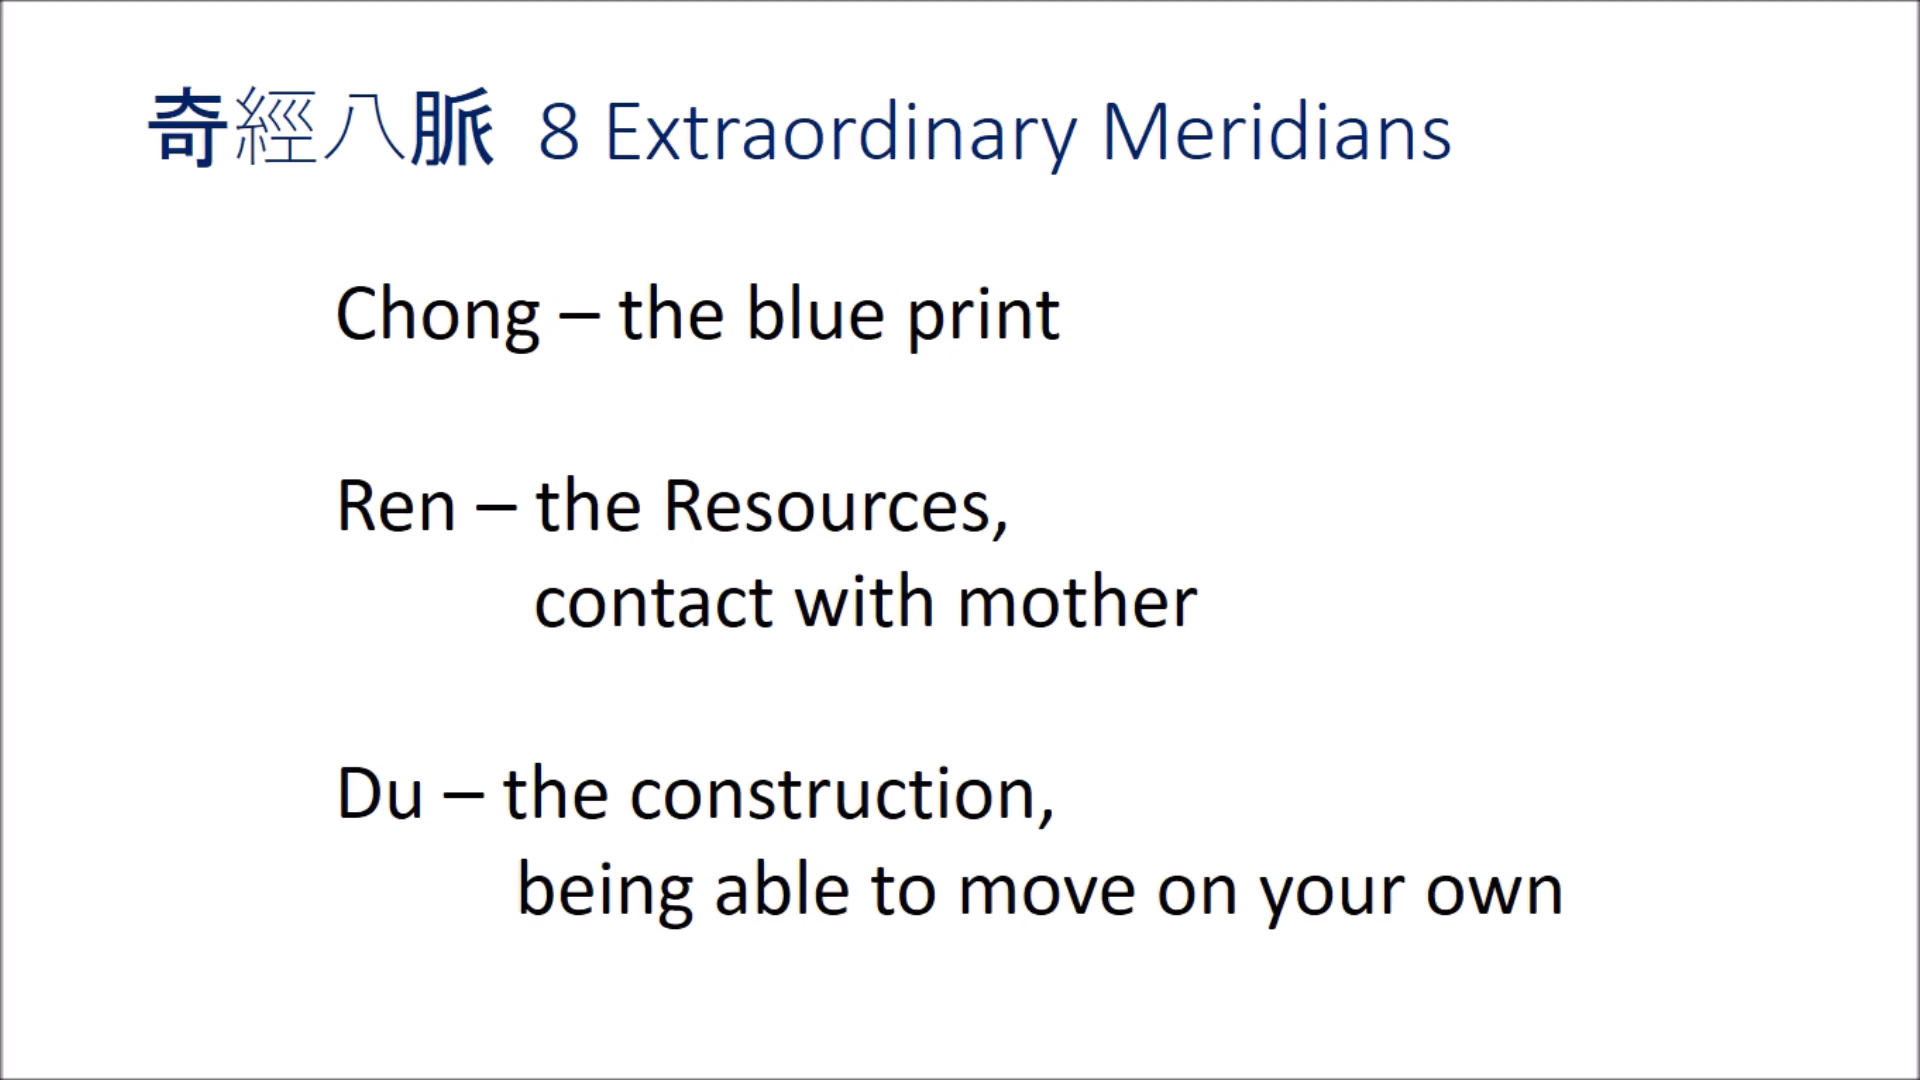 奇經八脈 8 Extraordinary Meridians
Chong – the blue print
Ren – the Resources,
contact with mother
Du – the construction,
being able to move on your own